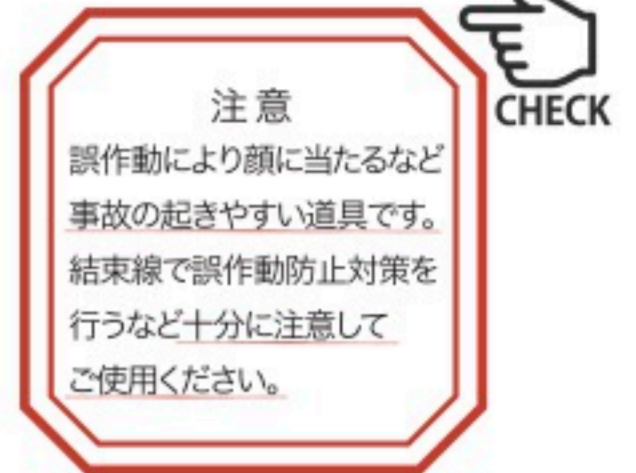 CHECK
注意
誤作動により顔に当たるなど
事故の起きやすい道具です。
結束線で誤作動防止対策を
行うなど十分に注意して
ご使用ください。